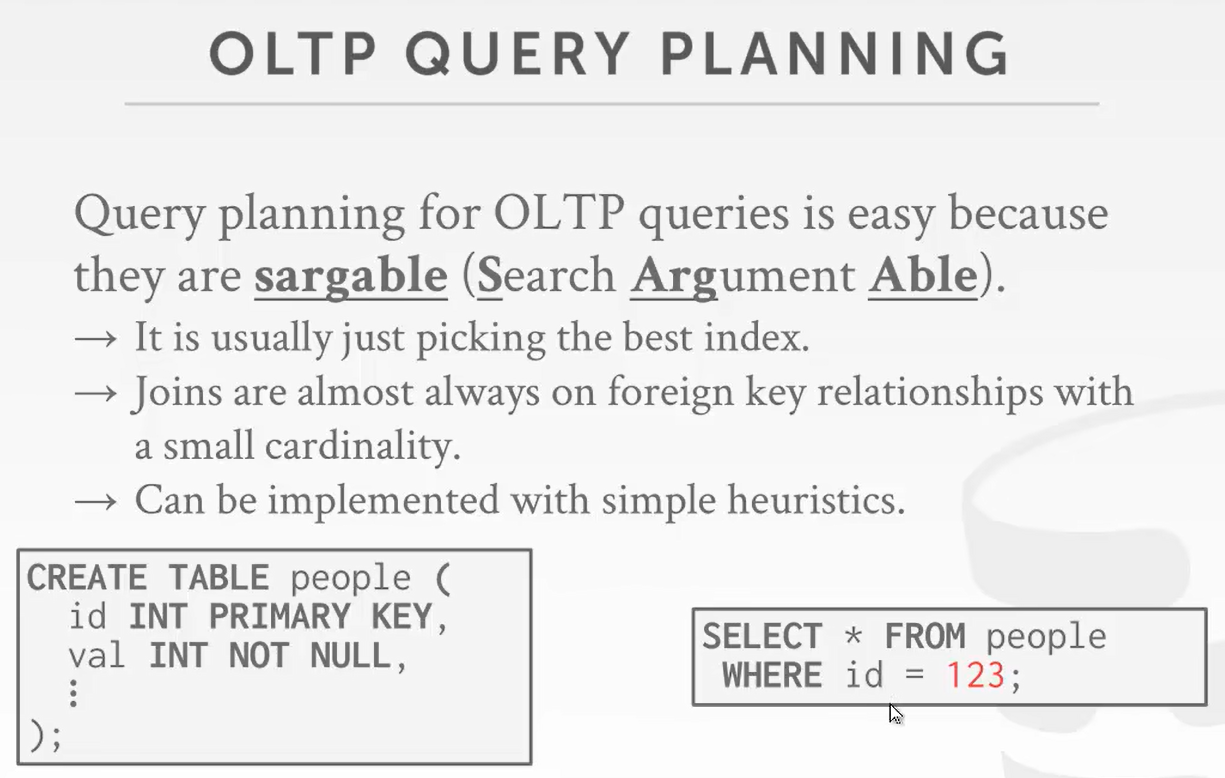 OLTP QUERY PLANNING
Query planning for OLTP queries is easy because
they are sargable (Search Argument Able).
→ It is usually just picking the best index.
→ Joins are almost always on foreign key relationships with
a small cardinality.
→ Can be implemented with simple heuristics.
CREATE TABLE people (
id INT PRIMARY KEY,
val INT NOT NULL,
⋮
);
SELECT * FROM people
WHERE id = 123;